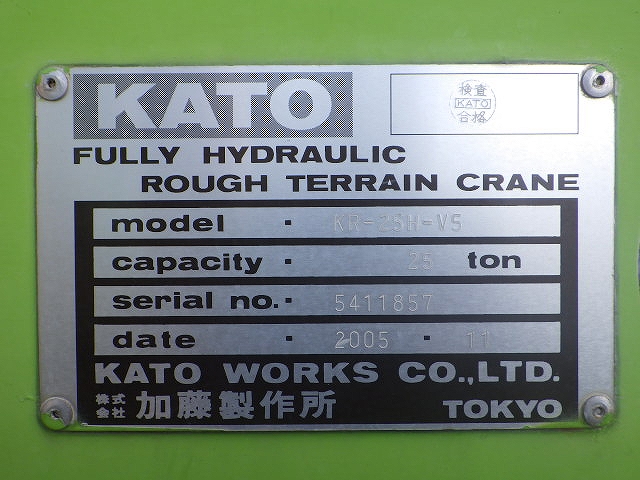 KATO
検査
KATO
合格
FULLY HYDRAULIC
ROUGH TERRAIN CRANE
model · KR-25H-V5
capacity · 25 ton
serial no. · 5411857
date · 2005 · 11
KATO WORKS CO.,LTD.
株式会社 加藤製作所 TOKYO